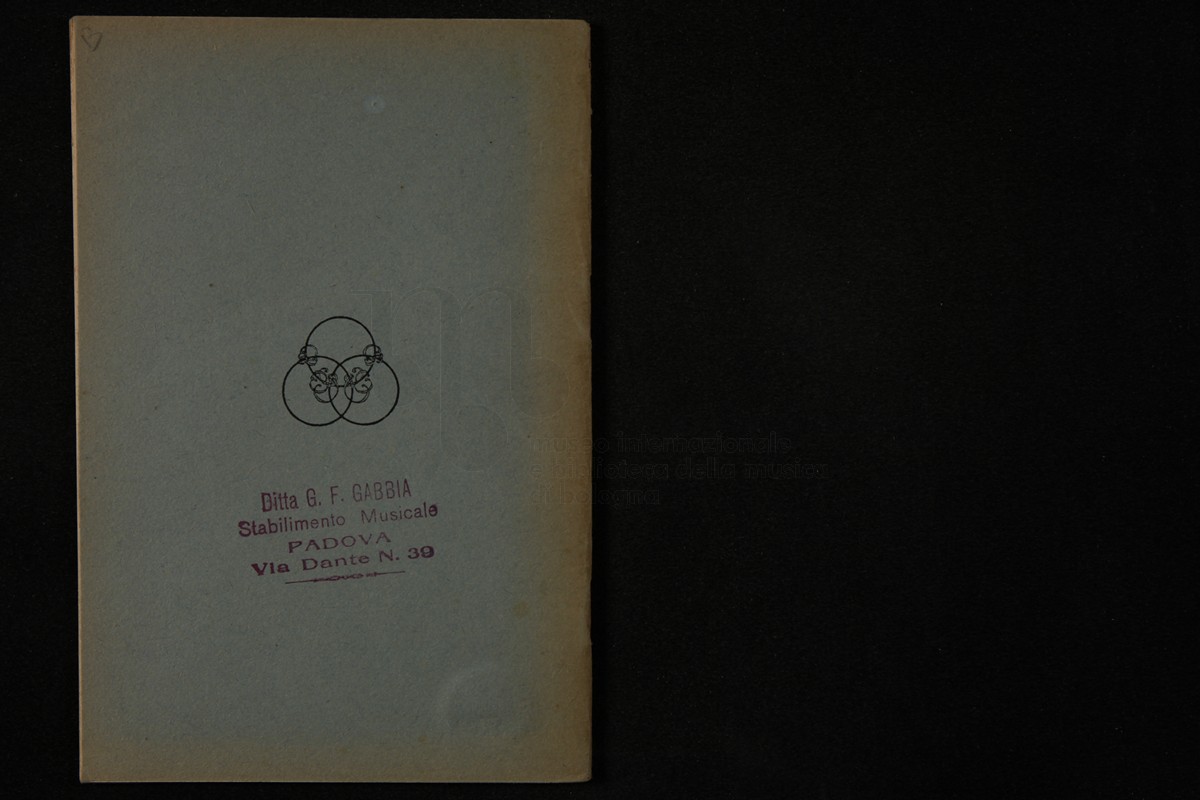 Ditta G. F. GABBIA
Stabilimento Musicale
PADOVA
Via Dante N. 39
museo internazionale
e biblioteca della musica
di bologna